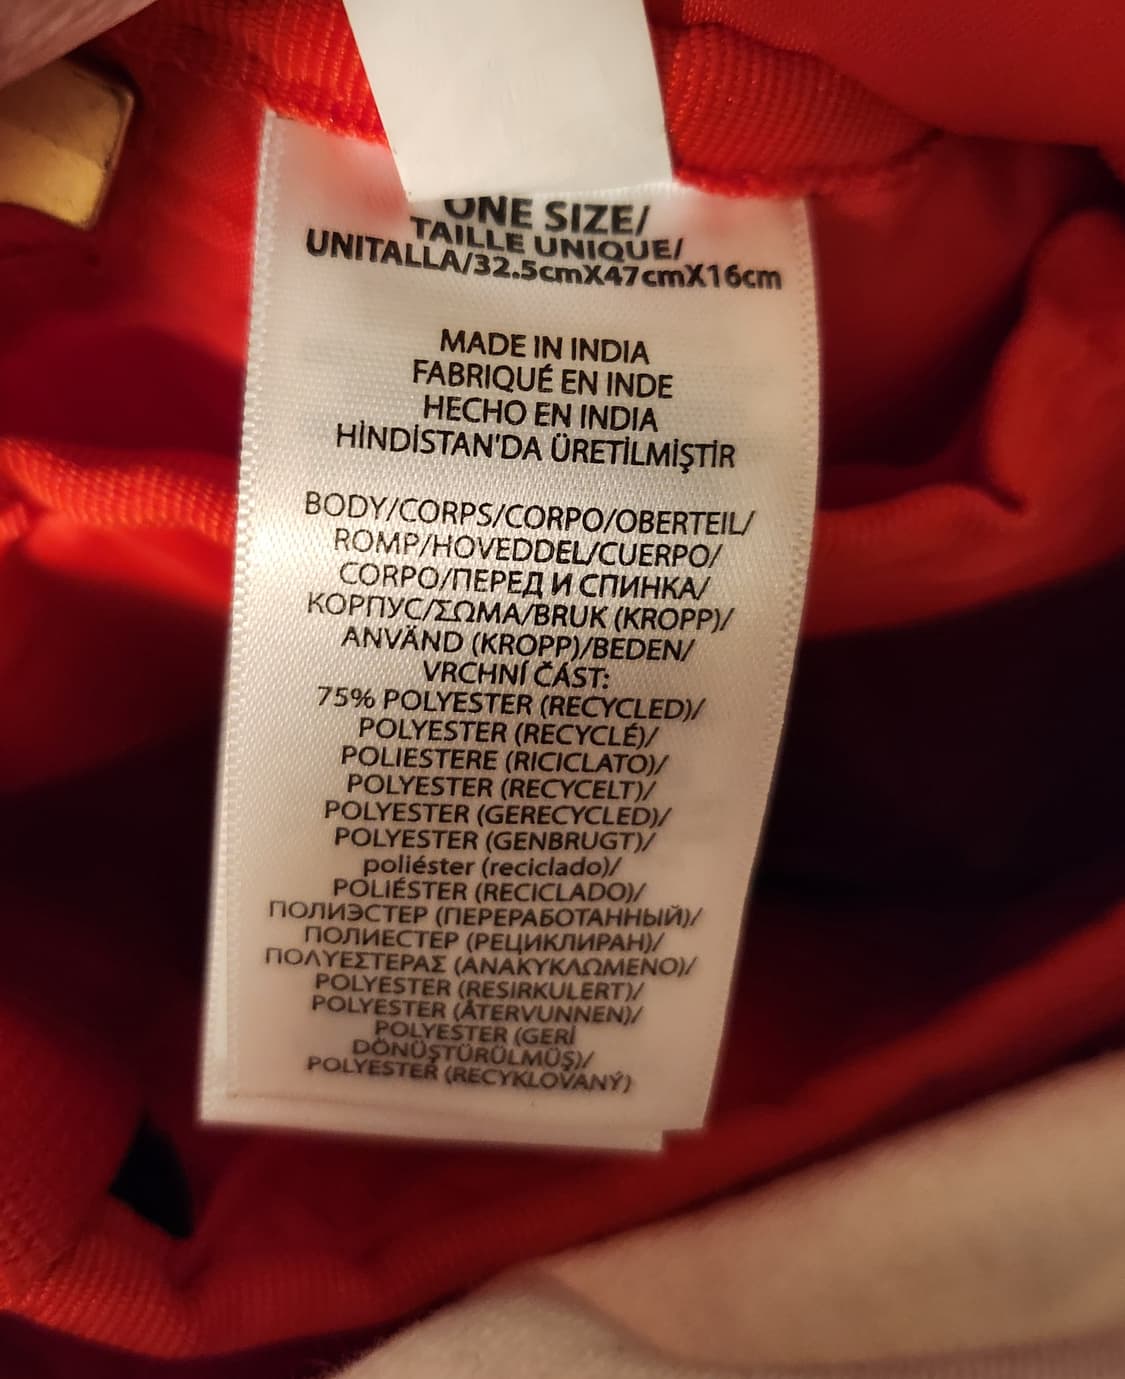 ONE SIZE/
TAILLE UNIQUE/
UNITALLA/32.5cmX47cmX16cm
MADE IN INDIA
FABRIQUÉ EN INDE
HECHO EN INDIA
HİNDİSTAN'DA ÜRETİLMİŞTİR
BODY/CORPS/CORPO/OBERTEIL/
ROMP/HOVEDDEL/CUERPO/
CORPO/ПЕРЕД И СПИНКА/
КОРПУС/ΣΩΜΑ/BRUK (KROPP)/
ANVÄND (KROPP)/BEDEN/
VRCHNÍ ČÁST:
75% POLYESTER (RECYCLED)/
POLYESTER (RECYCLÉ)/
POLIESTERE (RICICLATO)/
POLYESTER (RECYCELT)/
POLYESTER (GERECYCLED)/
POLYESTER (GENBRUGT)/
poliéster (reciclado)/
POLIÉSTER (RECICLADO)/
ПОЛИЭСТЕР (ПЕРЕРАБОТАННЫЙ)/
ПОЛИЕСТЕР (РЕЦИКЛИРАН)/
ΠΟΛΥΕΣΤΕΡΑΣ (ΑΝΑΚΥΚΛΩΜΕΝΟ)/
POLYESTER (RESIRKULERT)/
POLYESTER (ÅTERVUNNEN)/
POLYESTER (GERİ
DÖNÜŞTÜRÜLMÜŞ)/
POLYESTER (RECYKLOVANÝ)